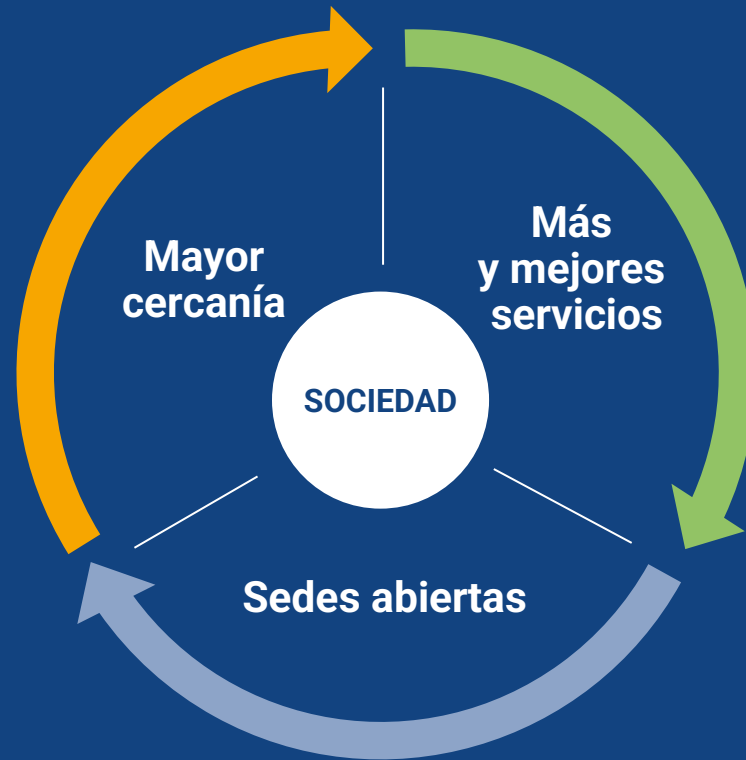 Más
y mejores
servicios
Mayor
cercanía
SOCIEDAD
Sedes abiertas